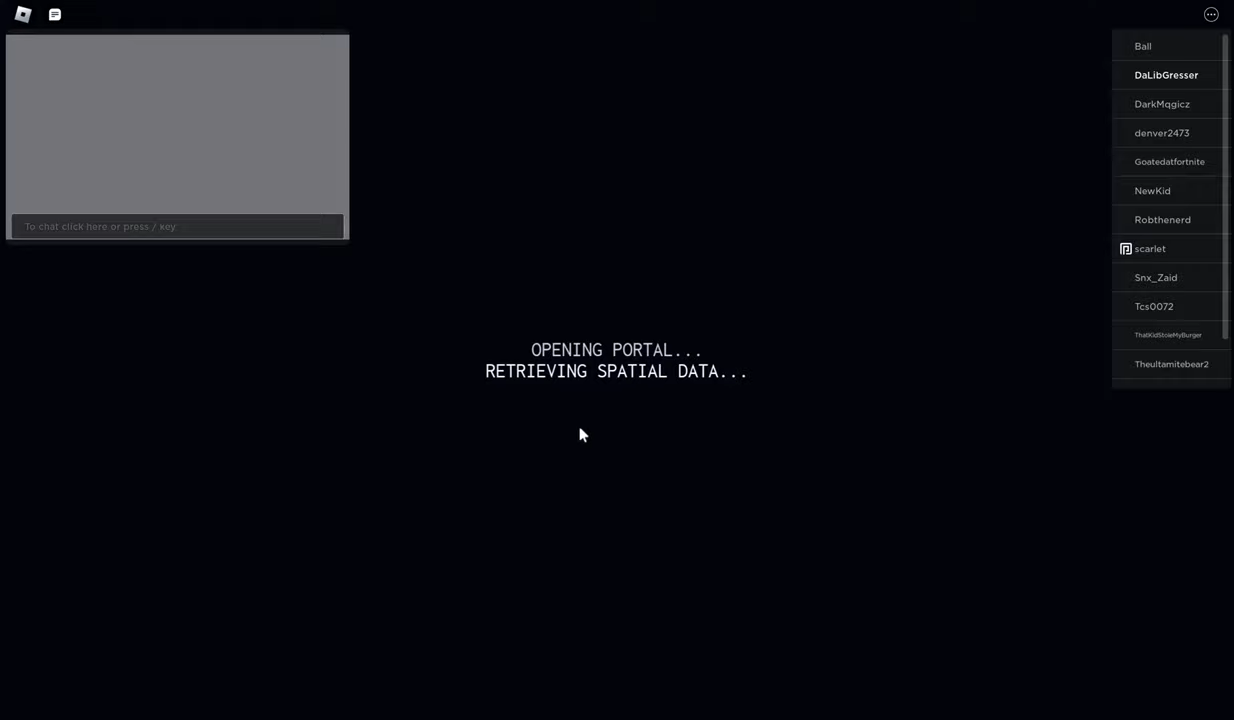 To chat click here or press / key
OPENING PORTAL...
RETRIEVING SPATIAL DATA...
Ball
DaLibGresser
DarkMqgicz
denver2473
Goatedatfortnite
NewKid
Robthenerd
scarlet
Snx_Zaid
Tcs0072
ThatKidStoleMyBurger
Theultamitebear2